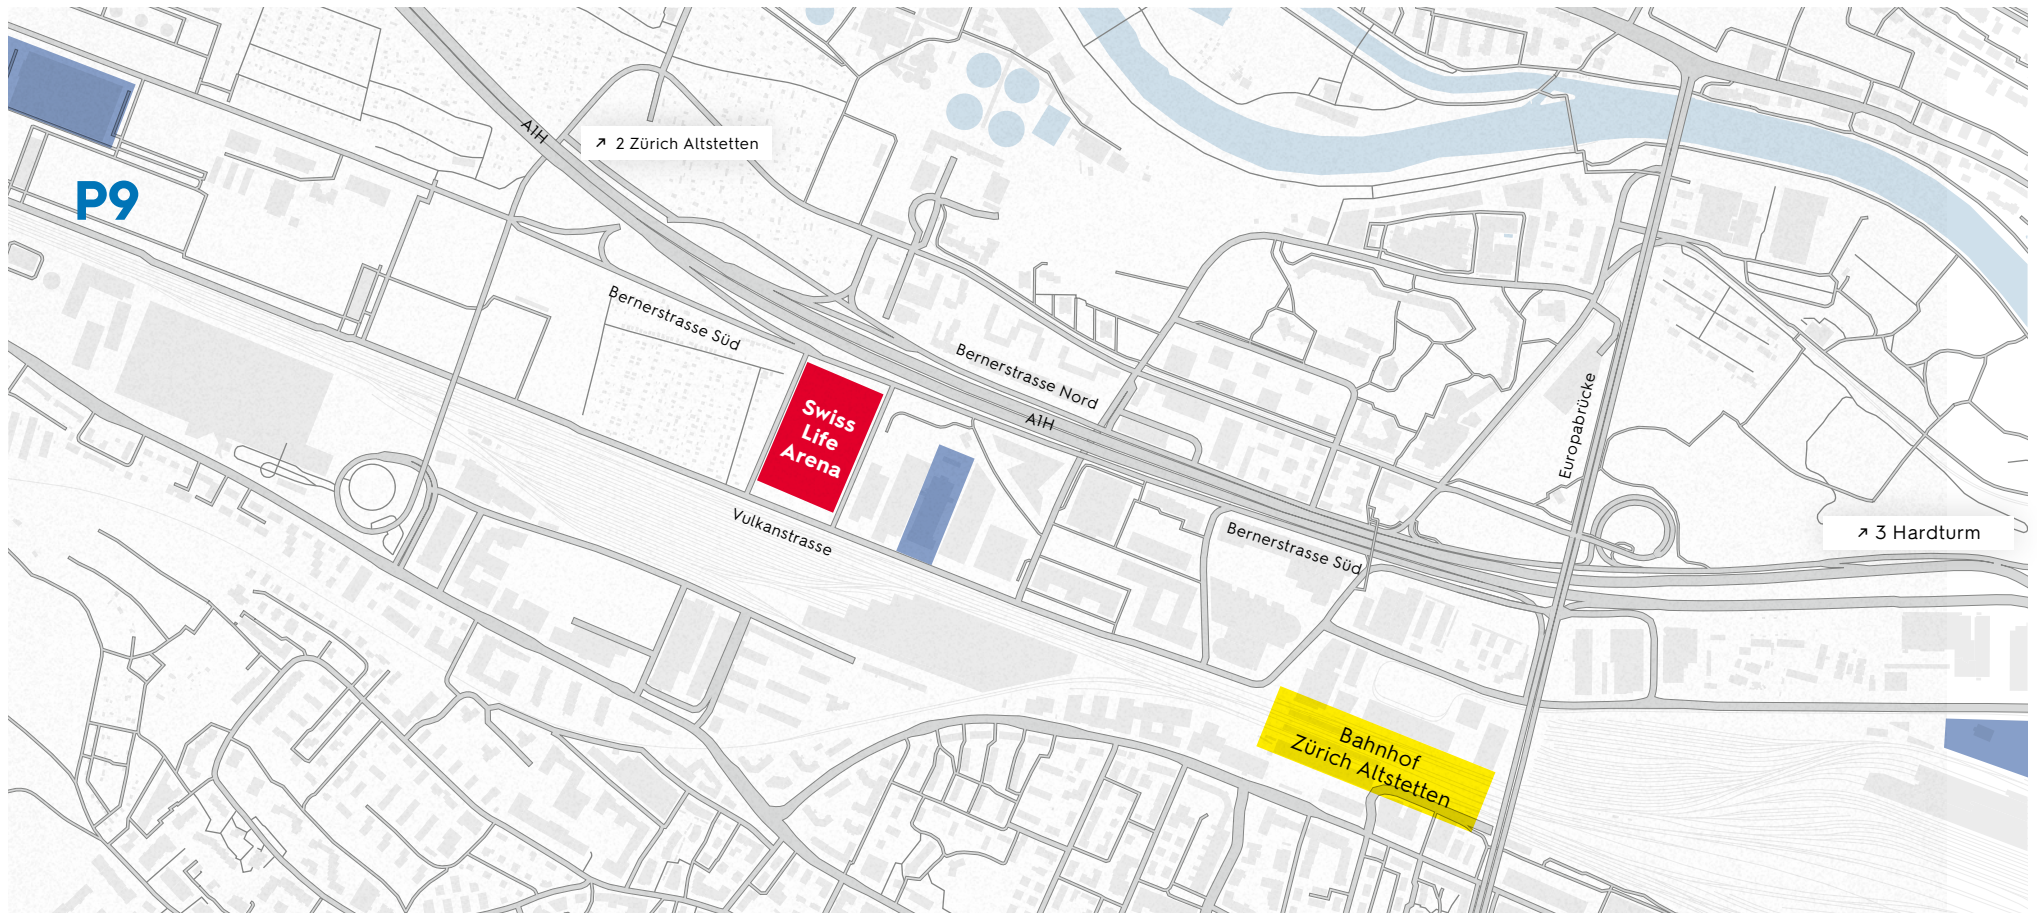 A1H
↗ 2 Zürich Altstetten
P9
Bernerstrasse Süd
Bernerstrasse Nord
A1H
Swiss
Life
Arena
Europabrücke
Vulkanstrasse
Bernerstrasse Süd
↗ 3 Hardturm
Bahnhof
Zürich Altstetten